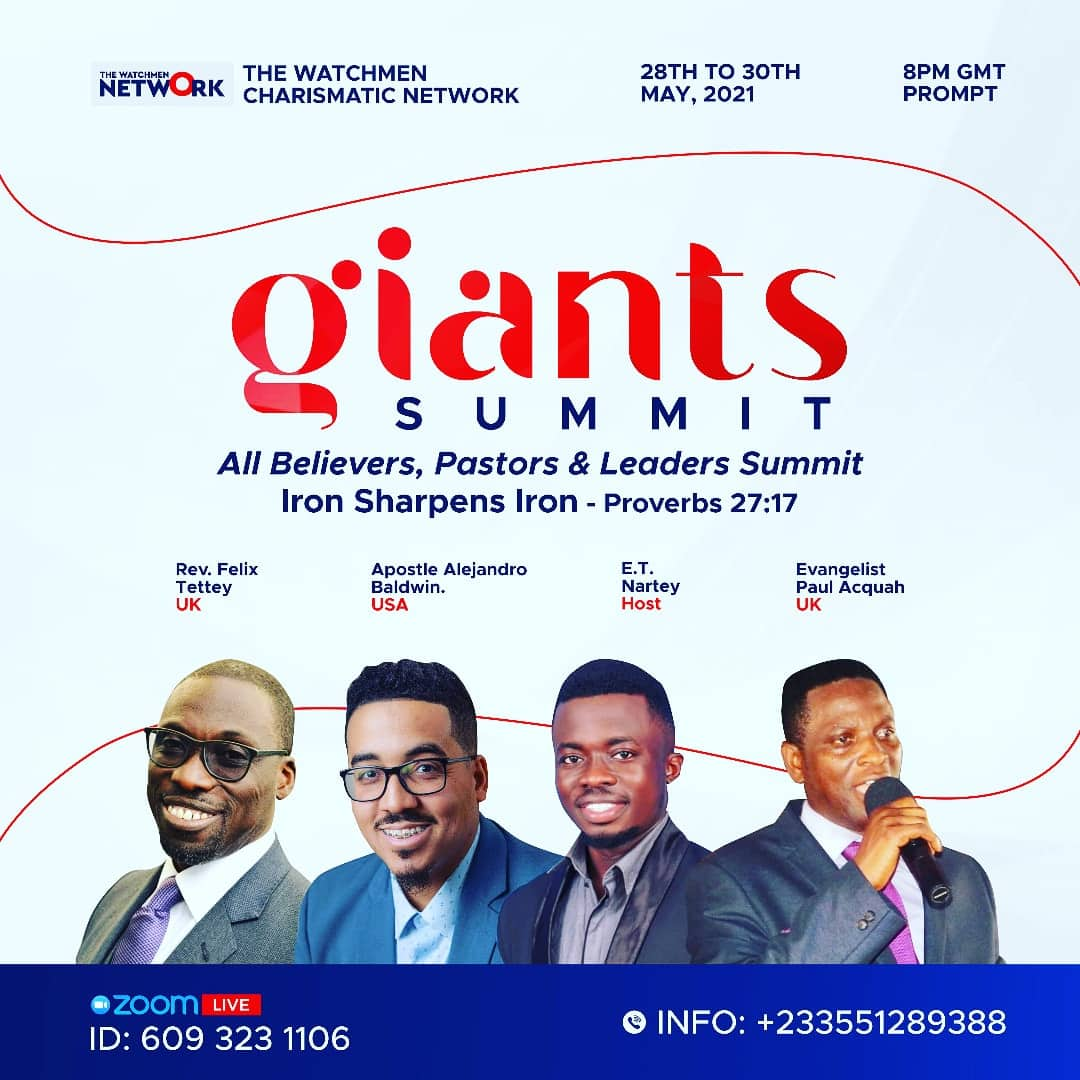 THE WATCHMEN
NETWORK
THE WATCHMEN
CHARISMATIC NETWORK
28TH TO 30TH
MAY, 2021
8PM GMT
PROMPT
giants
SUMMIT
All Believers, Pastors & Leaders Summit
Iron Sharpens Iron - Proverbs 27:17
Rev. Felix
Tettey
UK
Apostle Alejandro
Baldwin.
USA
E.T.
Nartey
Host
Evangelist
Paul Acquah
UK
zoom LIVE
ID: 609 323 1106
INFO: +233551289388